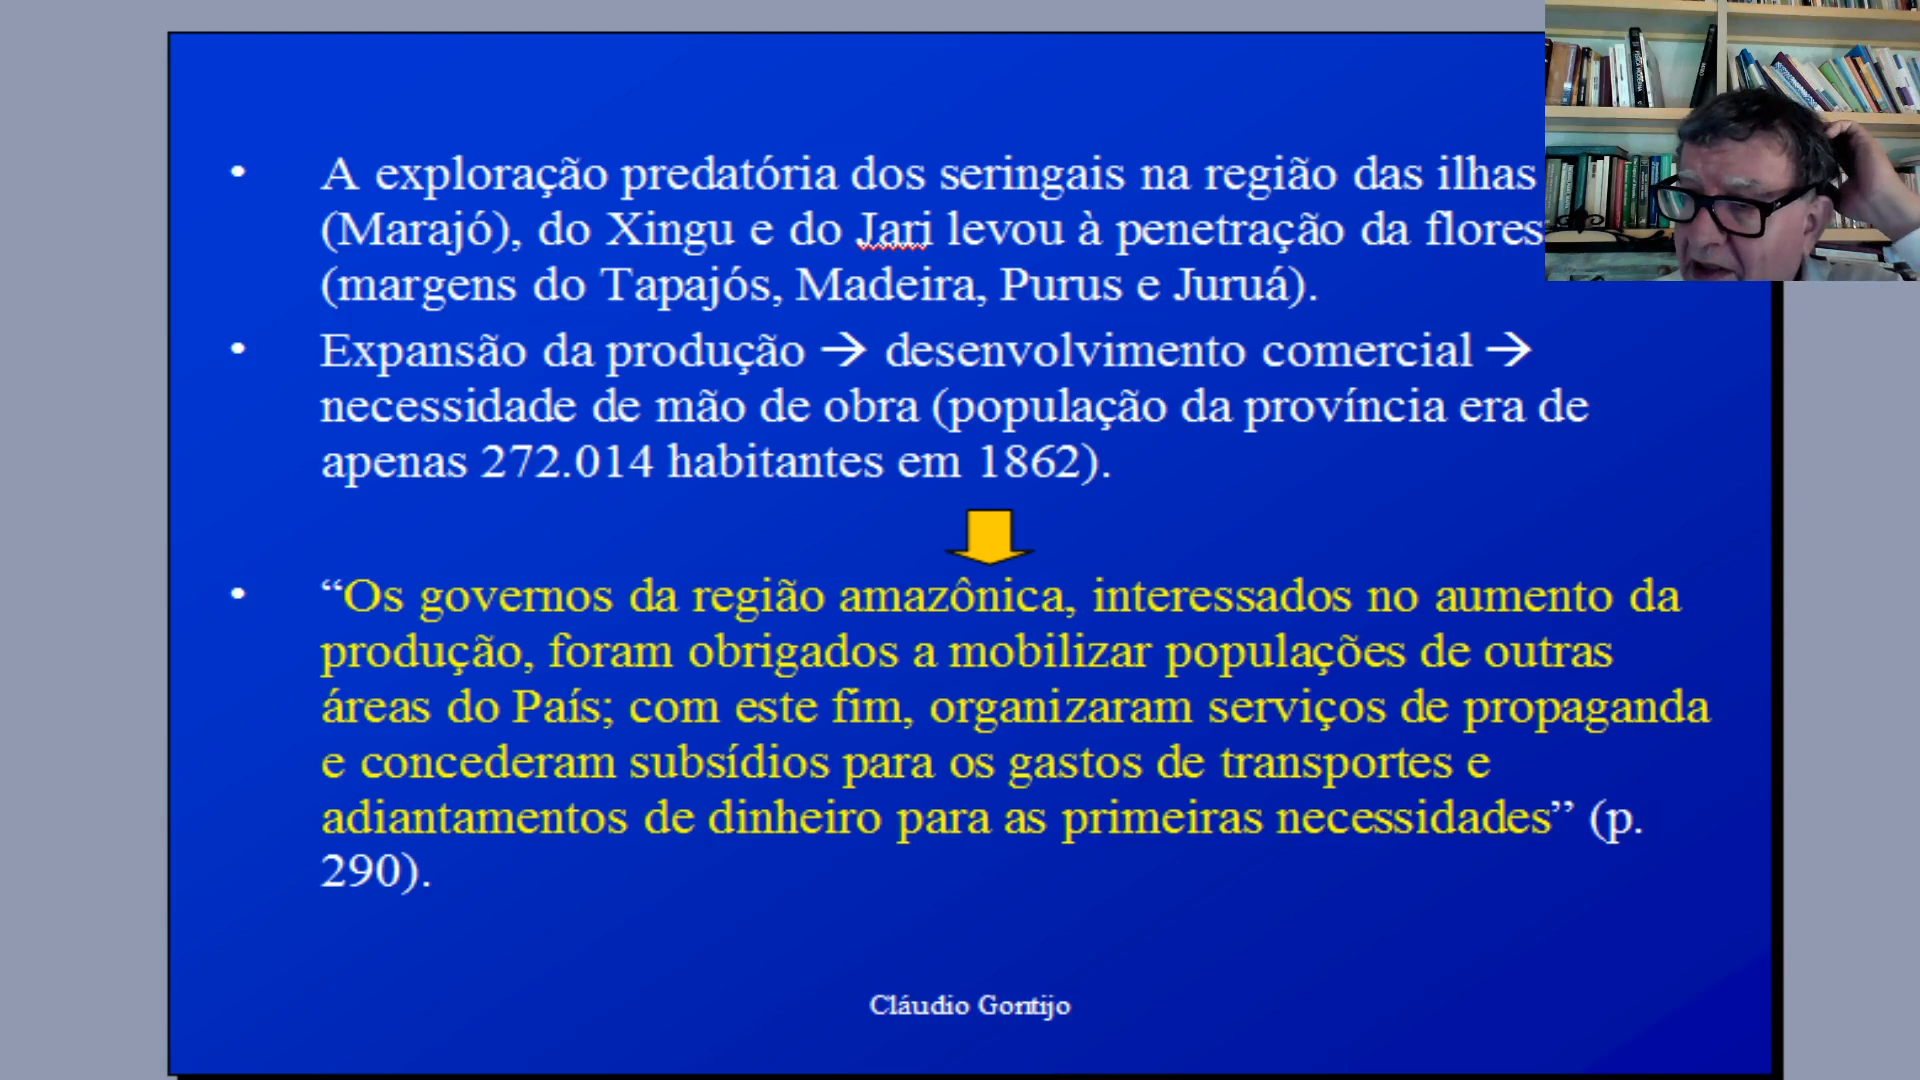 • A exploração predatória dos seringais na região das ilhas
(Marajó), do Xingu e do Jari levou à penetração da flores
(margens do Tapajós, Madeira, Purus e Juruá).
• Expansão da produção → desenvolvimento comercial →
necessidade de mão de obra (população da província era de
apenas 272.014 habitantes em 1862).
• “Os governos da região amazônica, interessados no aumento da
produção, foram obrigados a mobilizar populações de outras
áreas do País; com este fim, organizaram serviços de propaganda
e concederam subsídios para os gastos de transportes e
adiantamentos de dinheiro para as primeiras necessidades” (p.
290).
Cláudio Gontijo